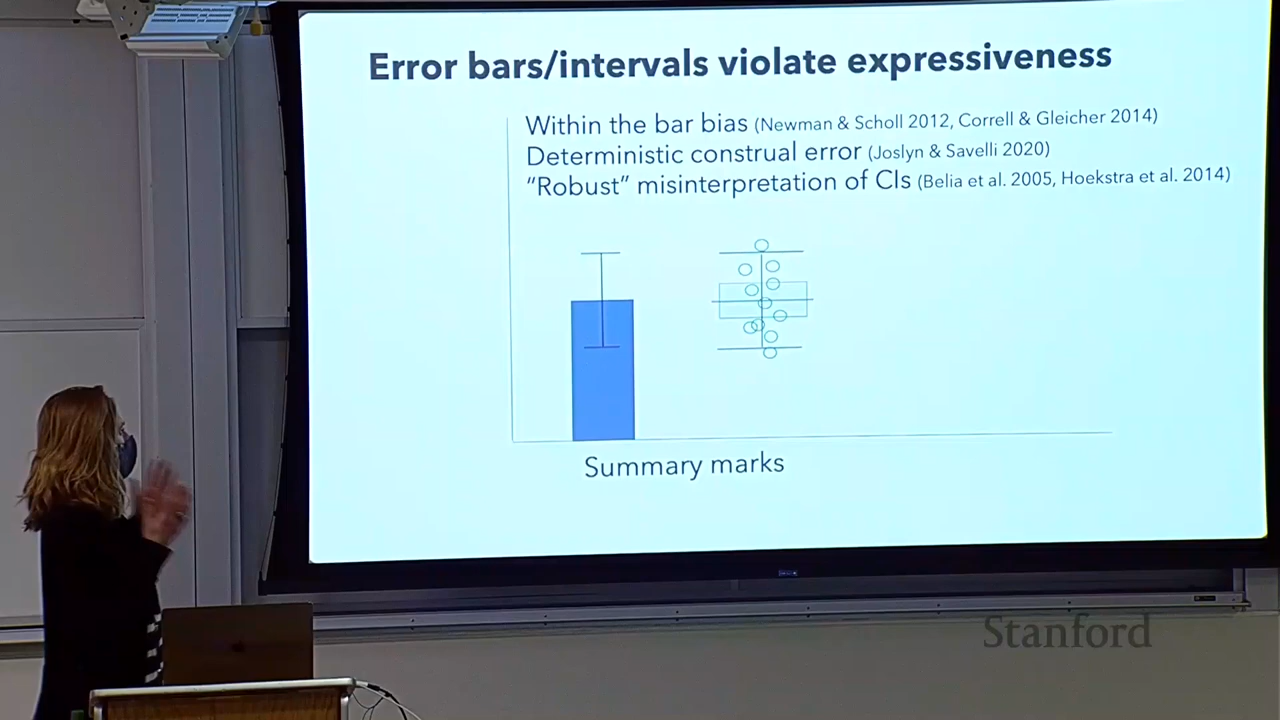 Error bars/intervals violate expressiveness
Within the bar bias (Newman & Scholl 2012, Correll & Gleicher 2014)
Deterministic construal error (Joslyn & Savelli 2020)
“Robust” misinterpretation of CIs (Belia et al. 2005, Hoekstra et al. 2014)
Summary marks
Stanford